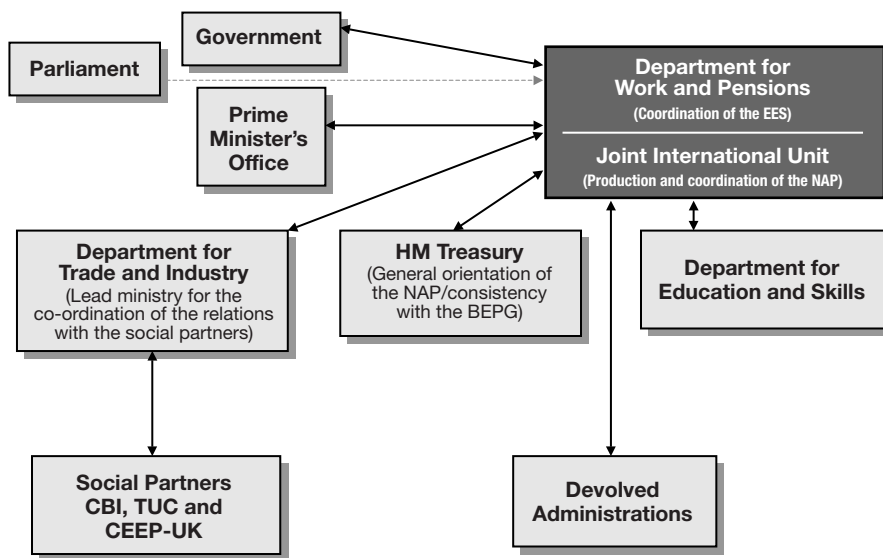 Government
Parliament
Prime
Minister's
Office
Department for
Work and Pensions
(Coordination of the EES)
Joint International Unit
(Production and coordination of the NAP)
Department for
Trade and Industry
(Lead ministry for the
co-ordination of the relations
with the social partners)
HM Treasury
(General orientation of
the NAP/consistency
with the BEPG)
Department for
Education and Skills
Social Partners
CBI, TUC and
CEEP-UK
Devolved
Administrations